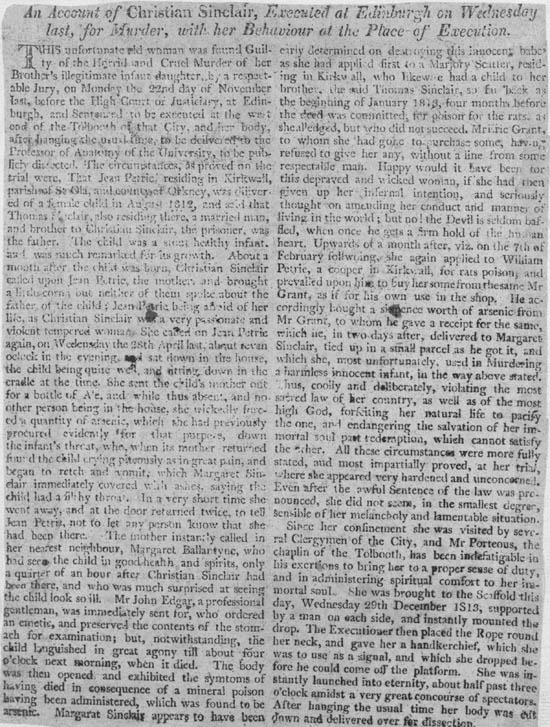 An Account of Christian Sinclair, Executed at Edinburgh on Wednesday
last, for Murder, with her Behaviour at the Place of Execution.
THIS unfortunate old woman was found Guil-
ty of the Horrid and Cruel Murder of her
Brother's illegitimate infant daughter, by a respect-
able Jury, on Monday the 22nd day of November
last, before the High Court of Justiciary, at Edin-
burgh, and Sentenced to be executed at the west
end of the Tolbooth of that City, and her body,
after hanging the usual time, to be delivered to the
Professor of Anatomy of the University, to be pub-
licly dissected. The circumstances, as proved on the
trial were, That Jean Petrie, residing in Kirkwall,
parish of St Ola, and county of Orkney, was deliver-
ed of a female child in August 1812, and said that
Thomas Sinclair, also residing there, a married man,
and brother to Christian Sinclair, the prisoner, was
the father. The child was a stout healthy infant,
and was much remarked for its growth. About a
month after the child was born, Christian Sinclair
called upon Jean Petrie, the mother, and brought
a little corn, but neither of them spoke about the
father of the child; Jean Petrie being afraid of her
life, as Christian Sinclair was a very passionate and
violent tempered woman. She called on Jean Petrie
again, on Wednesday the 28th April last, about seven
oclock in the evening, and sat down in the house,
the child being quite well, and sitting down in the
cradle at the time. She sent the child's mother out
for a bottle of Ale, and while thus absent, and no
other person being in the house, she wickedly forc-
ed a quantity of arsenic, which she had previously
procured evidently for that purpose, down
the infant's throat, who, when its mother returned
found the child crying piteously as in great pain, and
began to retch and vomit, which Margaret Sin-
clair immediately covered with ashes, saying the
child had a filthy throat. In a very short time she
went away, and at the door returned twice, to tell
Jean Petrie, not to let any person know that she
had been there. The mother instantly called in
her nearest neighbour, Margaret Ballantyne, who
had seen the child in good health and spirits, only
a quarter of an hour after Christian Sinclair had
been there, and who was much surprised at seeing
the child look so ill. Mr John Edgar, a professional
gentleman, was immediately sent for, who ordered
an emetic, and preserved the contents of the stom-
ach for examination; but, notwithstanding, the
child languished in great agony till about four
o'clock next morning, when it died. The body
was then opened, and exhibited the symtoms of
having died in consequence of a mineral poison
having been administered, which was found to be
arsenic. Margarat Sinclair appears to have been
early determined on destroying this innocent babe
as she had applied first to a Marjory Scatter, resid-
ing in Kirkwall, who likewise had a child to her
brother, the said Thomas Sinclair, so far back as
the beginning of January 1813, four months before
the deed was committed, for poison for the rats, as
she alledged, but who did not succeed. Mr Eric Grant,
to whom she had gone to purchase some, having
refused to give her any, without a line from some
respectable man. Happy would it have been for
this depraved and wicked woman, if she had then
given up her infernal intention, and seriously
thought on amending her conduct and manner of
living in the world; but no! the Devil is seldom baf-
fled, when once he gets a firm hold of the human
heart. Upwards of a month after, viz. on the 7th of
February following, she again applied to William
Petrie, a cooper in Kirkwall, for rats poison, and
prevailed upon him to buy her some from the same Mr
Grant, as if for his own use in the shop. He ac-
cordingly bought a sixpence worth of arsenic from
Mr Grant, to whom he gave a receipt for the same,
which he, in two days after, delivered to Margaret
Sinclair, tied up in a small parcel as he got it, and
which she, most unfortunately, used in Murdering
a harmless innocent infant, in the way above stated.
Thus, coolly and deliberately, violating the most
sacred law of her country, as well as of the most
high God, forfeiting her natural life to pacify
the one, and endangering the salvation of her im-
mortal soul past redemption, which cannot satisfy
the other. All these circumstances were more fully
stated, and most impartially proved, at her trial,
where she appeared very hardened and unconcerned.
Even after the awful Sentence of the law was pro-
nounced, she did not seem, in the smallest degree,
sensible of her melancholy and lamentable situation.
Since her confinement she was visited by seve-
ral Clergymen of the City, and Mr Porteous, the
chaplin of the Tolbooth, has been indefatigable in
his exertions to bring her to a proper sense of duty,
and in administering spiritual comfort to her im-
mortal soul. She was brought to the Scaffold this
day, Wednesday 29th December 1813, supported
by a man on each side, and instantly mounted the
drop. The Executioner then placed the Rope round
her neck, and gave her a handkerchief, which she
was to use as a signal, and which she dropped be-
fore he could come off the platform. She was in-
stantly launched into eternity, about half past three
o'clock amidst a very great concourse of spectators.
After hanging the usual time her body was cut
down and delivered over for dissection.